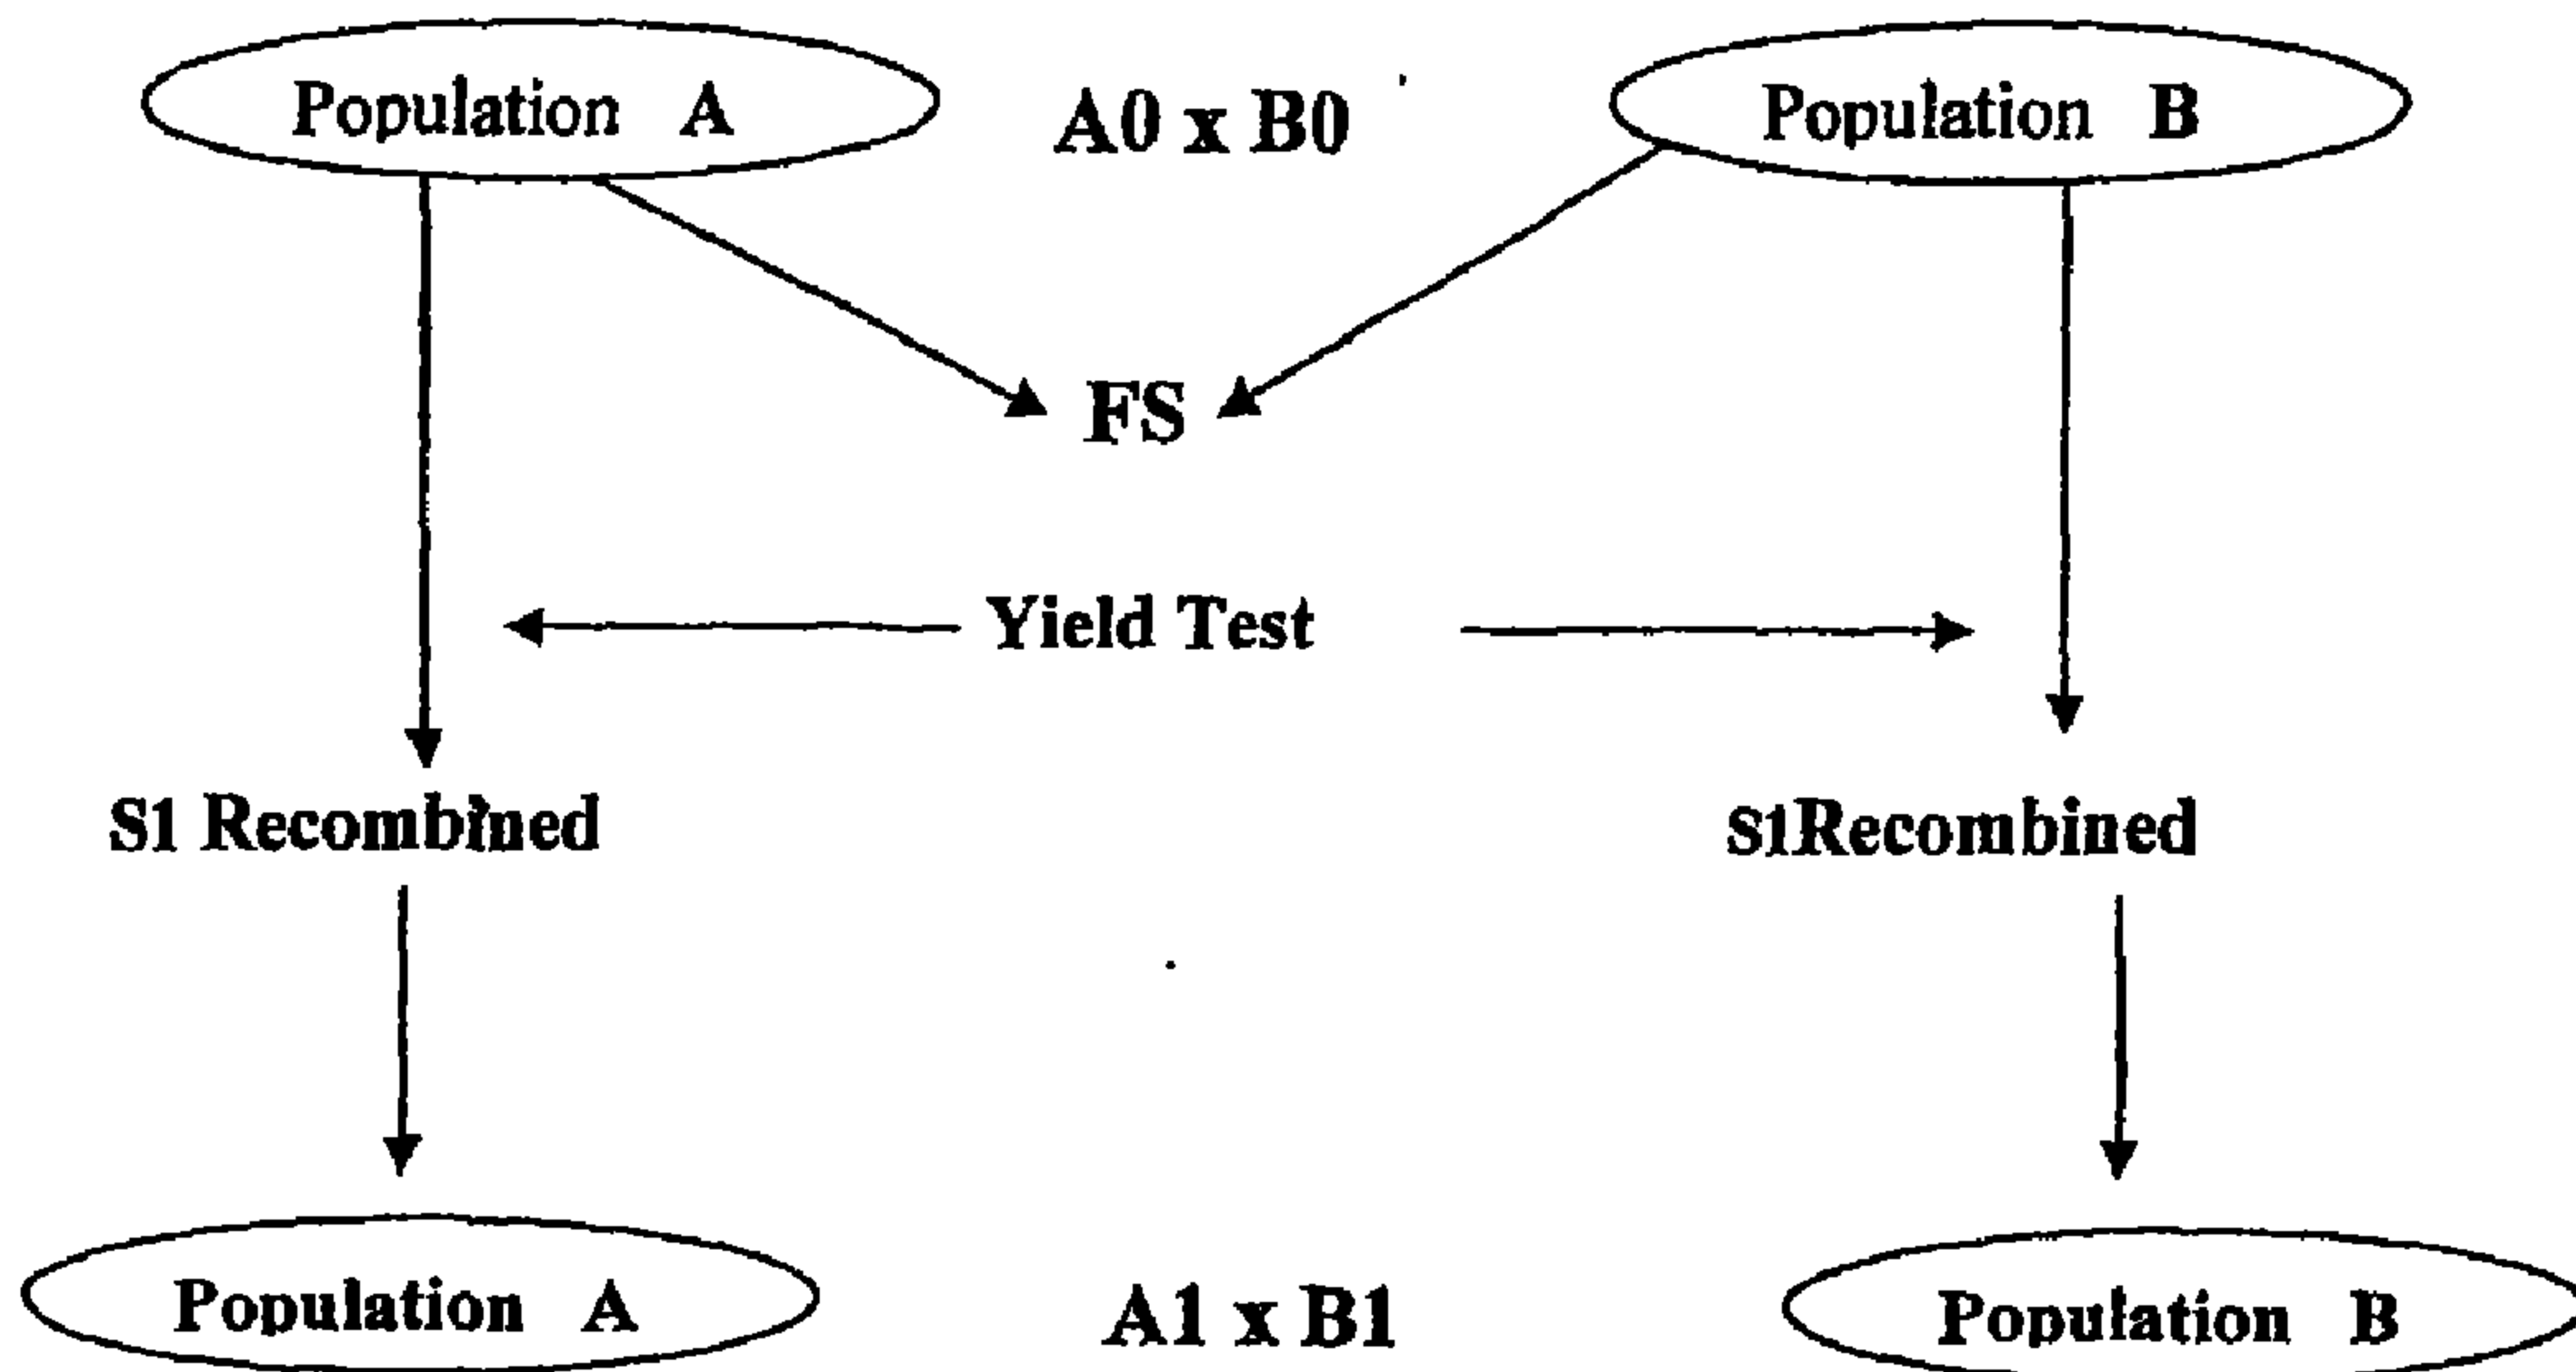 Population A A0 x B0 Population B
FS
Yield Test
S1 Recombined S1Recombined
Population A A1 x B1 Population B